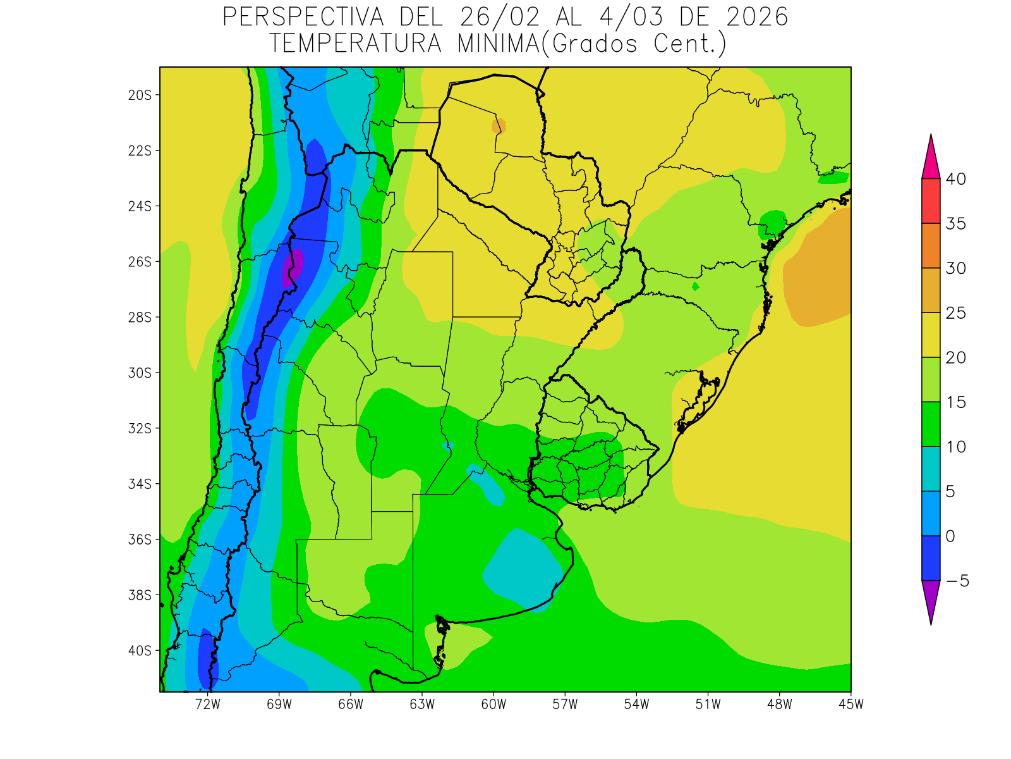 PERSPECTIVA DEL 26/02 AL 4/03 DE 2026
TEMPERATURA MINIMA(Grados Cent.)
20S
22S
24S
26S
28S
30S
32S
34S
36S
38S
40S
72W 69W 66W 63W 60W 57W 54W 51W 48W 45W
40
35
30
25
20
15
10
5
0
−5